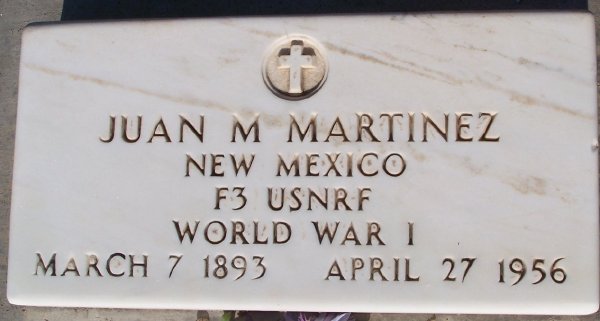 JUAN M MARTINEZ
NEW MEXICO
F3 USNRF
WORLD WAR I
MARCH 7 1893 APRIL 27 1956